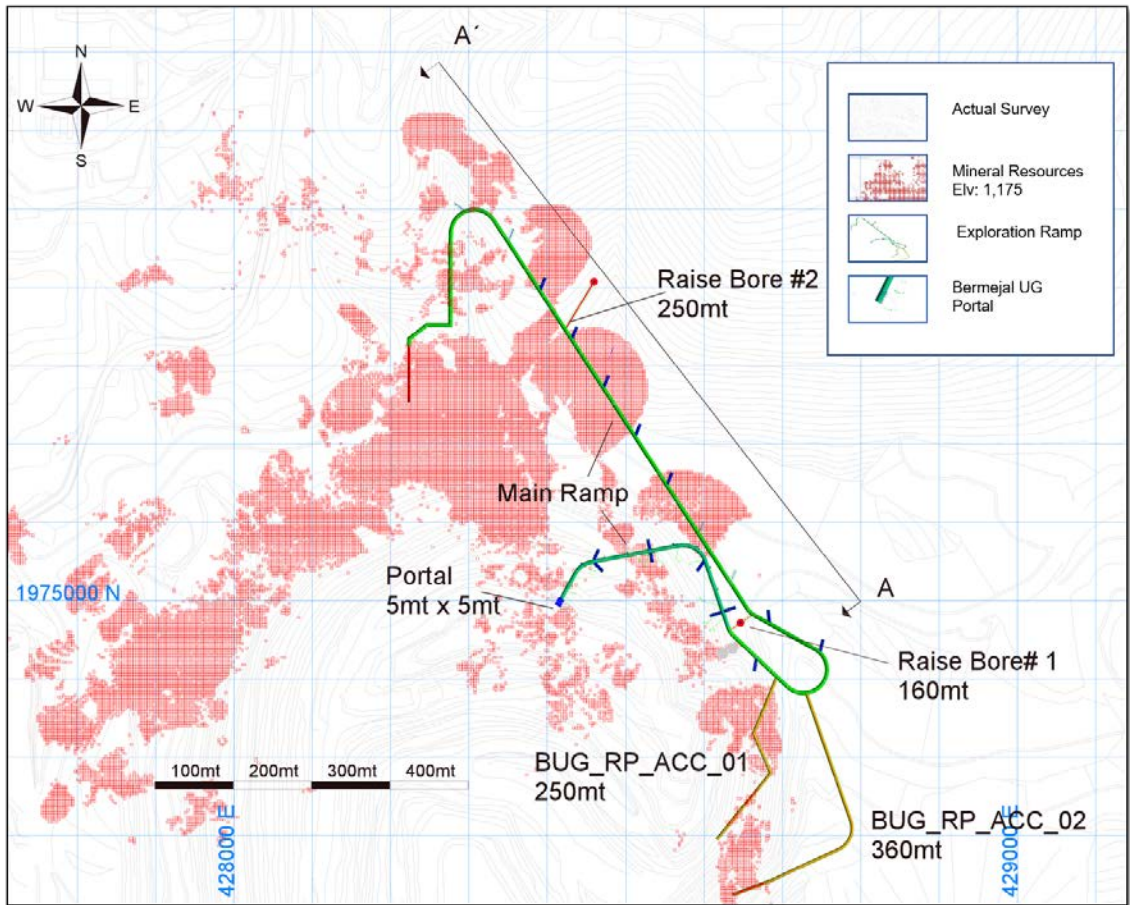 A´
N
W
E
S
Actual Survey
Mineral Resources
Elv: 1,175
Exploration Ramp
Bermejal UG
Portal
Raise Bore #2
250mt
Main Ramp
Portal
5mt x 5mt
1975000 N
A
Raise Bore# 1
160mt
BUG_RP_ACC_01
250mt
100mt
200mt
300mt
400mt
BUG_RP_ACC_02
360mt
428000 E
429000 E